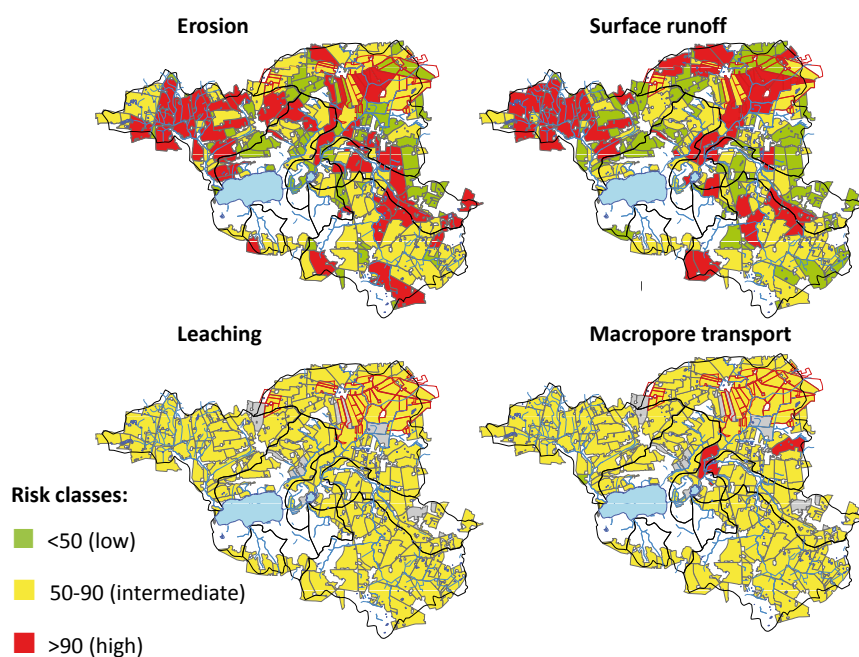 Erosion
Surface runoff
Leaching
Macropore transport
Risk classes:
<50 (low)
50-90 (intermediate)
>90 (high)